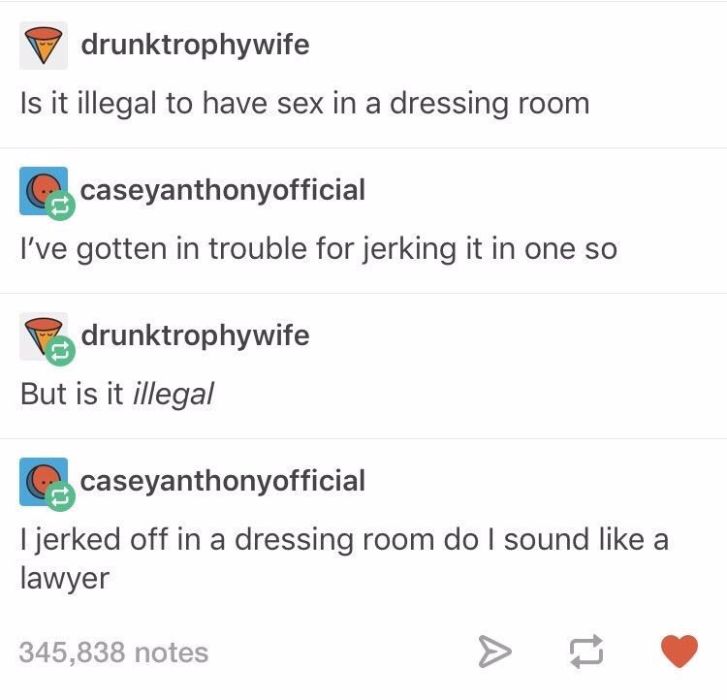 drunktrophywife
Is it illegal to have sex in a dressing room
caseyanthonyofficial
I've gotten in trouble for jerking it in one so
drunktrophywife
But is it illegal
caseyanthonyofficial
I jerked off in a dressing room do I sound like a
lawyer
345,838 notes